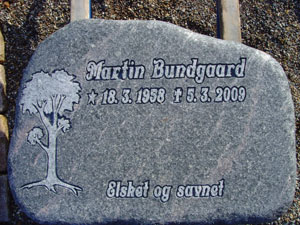 Martin Bundgaard
★ 18. 3. 1958 ✝ 5. 3. 2009
Elsket og savnet